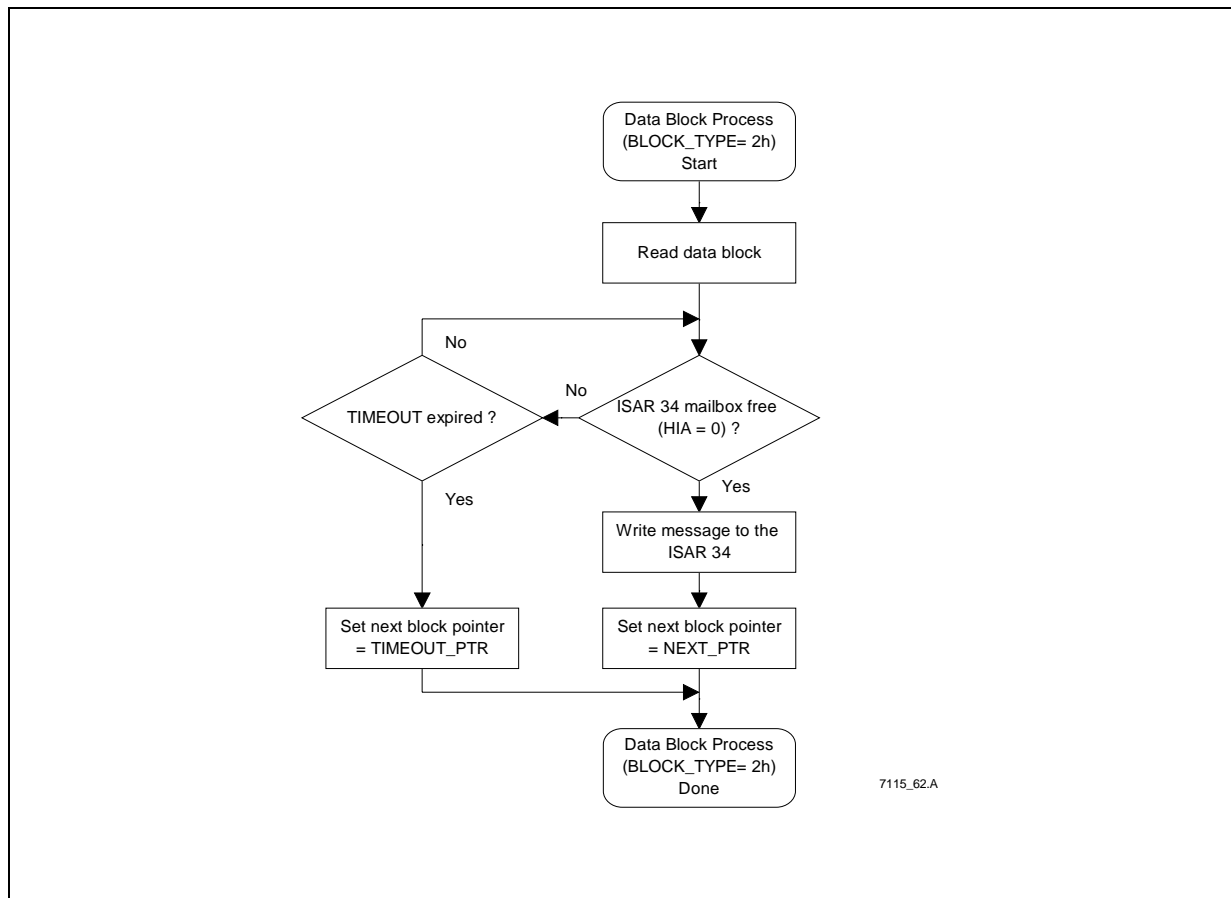 Data Block Process
(BLOCK_TYPE= 2h)
Start
Read data block
No
No
TIMEOUT expired ?
ISAR 34 mailbox free
(HIA = 0) ?
Yes
Yes
Write message to the
ISAR 34
Set next block pointer
= TIMEOUT_PTR
Set next block pointer
= NEXT_PTR
Data Block Process
(BLOCK_TYPE= 2h)
Done
7115_62.A